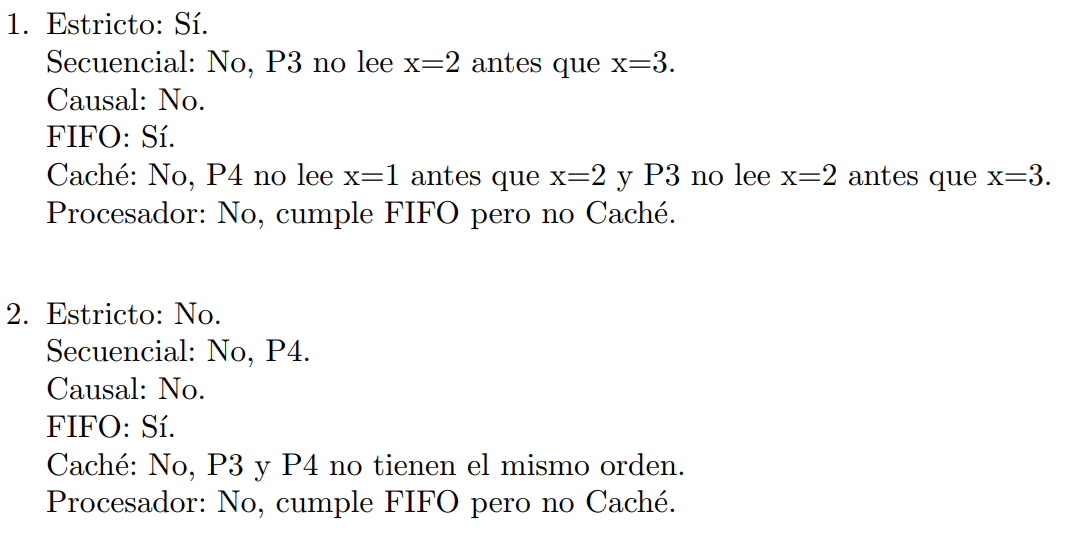 1. Estricto: Sí.
Secuencial: No, P3 no lee x=2 antes que x=3.
Causal: No.
FIFO: Sí.
Caché: No, P4 no lee x=1 antes que x=2 y P3 no lee x=2 antes que x=3.
Procesador: No, cumple FIFO pero no Caché.
2. Estricto: No.
Secuencial: No, P4.
Causal: No.
FIFO: Sí.
Caché: No, P3 y P4 no tienen el mismo orden.
Procesador: No, cumple FIFO pero no Caché.